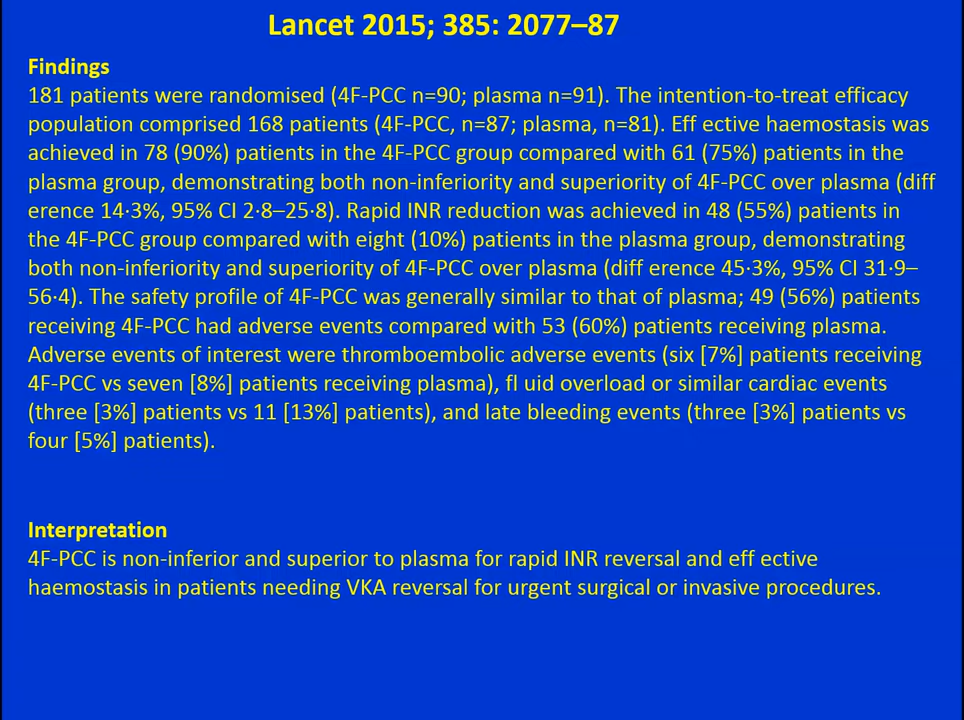 Lancet 2015; 385: 2077–87
Findings
181 patients were randomised (4F-PCC n=90; plasma n=91). The intention-to-treat efficacy
population comprised 168 patients (4F-PCC, n=87; plasma, n=81). Eff ective haemostasis was
achieved in 78 (90%) patients in the 4F-PCC group compared with 61 (75%) patients in the
plasma group, demonstrating both non-inferiority and superiority of 4F-PCC over plasma (diff
erence 14·3%, 95% CI 2·8–25·8). Rapid INR reduction was achieved in 48 (55%) patients in
the 4F-PCC group compared with eight (10%) patients in the plasma group, demonstrating
both non-inferiority and superiority of 4F-PCC over plasma (diff erence 45·3%, 95% CI 31·9–
56·4). The safety profile of 4F-PCC was generally similar to that of plasma; 49 (56%) patients
receiving 4F-PCC had adverse events compared with 53 (60%) patients receiving plasma.
Adverse events of interest were thromboembolic adverse events (six [7%] patients receiving
4F-PCC vs seven [8%] patients receiving plasma), fl uid overload or similar cardiac events
(three [3%] patients vs 11 [13%] patients), and late bleeding events (three [3%] patients vs
four [5%] patients).
Interpretation
4F-PCC is non-inferior and superior to plasma for rapid INR reversal and eff ective
haemostasis in patients needing VKA reversal for urgent surgical or invasive procedures.